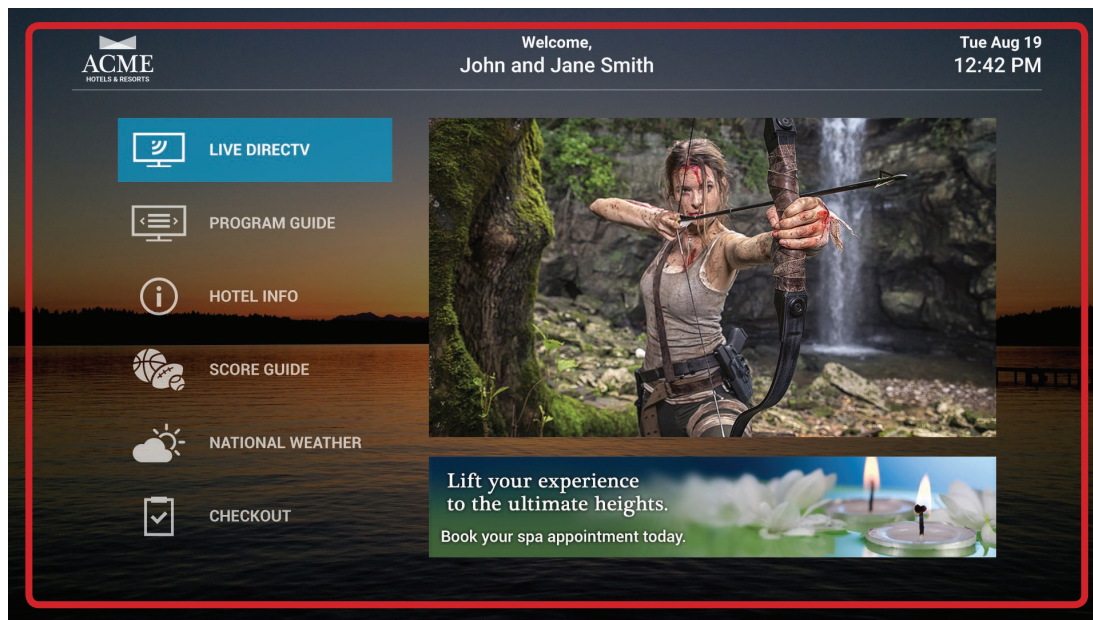 ACME
HOTELS & RESORTS
Welcome,
John and Jane Smith
Tue Aug 19
12:42 PM
LIVE DIRECTV
PROGRAM GUIDE
HOTEL INFO
SCORE GUIDE
NATIONAL WEATHER
CHECKOUT
Lift your experience
to the ultimate heights.
Book your spa appointment today.